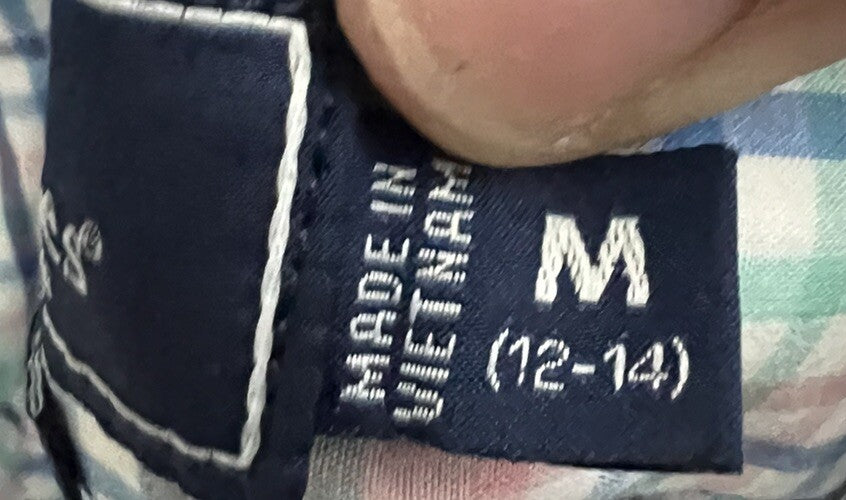 MADE IN
VIETNAM
M
(12-14)